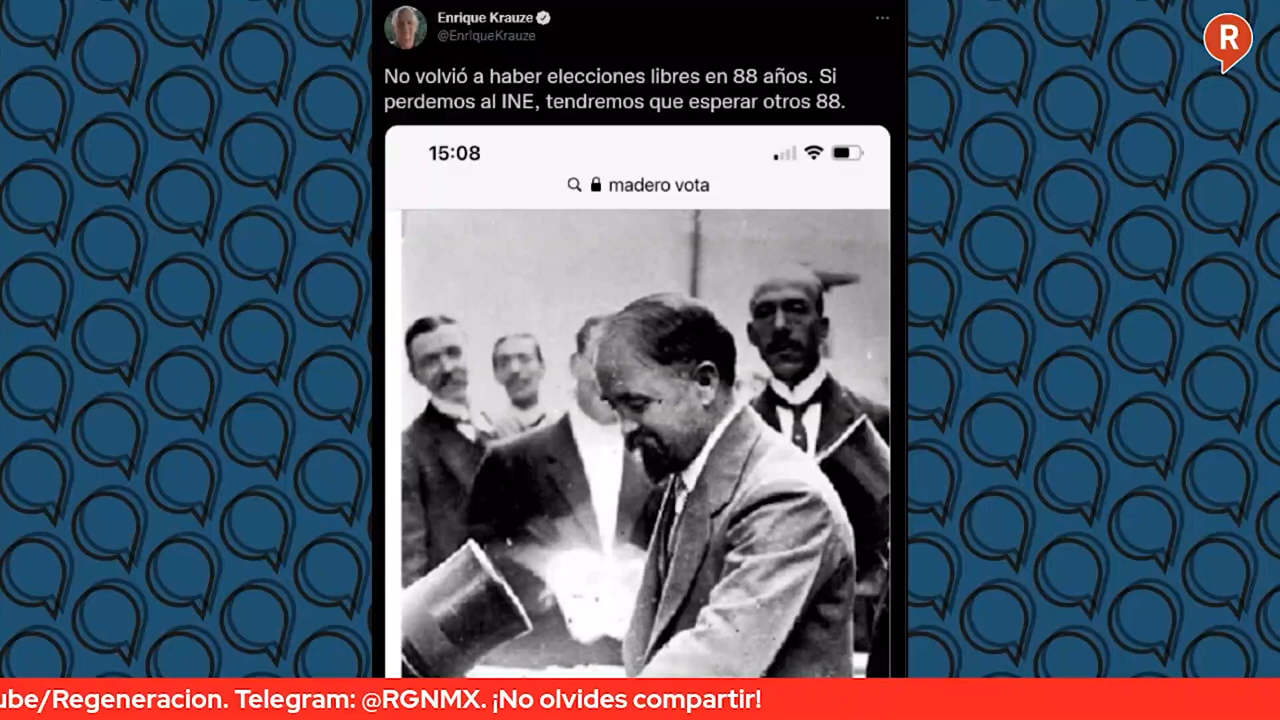 Enrique Krauze
@EnriqueKrauze
R
No volvió a haber elecciones libres en 88 años. Si
perdemos al INE, tendremos que esperar otros 88.
15:08
madero vota
ube/Regeneracion. Telegram: @RGNMX. ¡No olvides compartir!